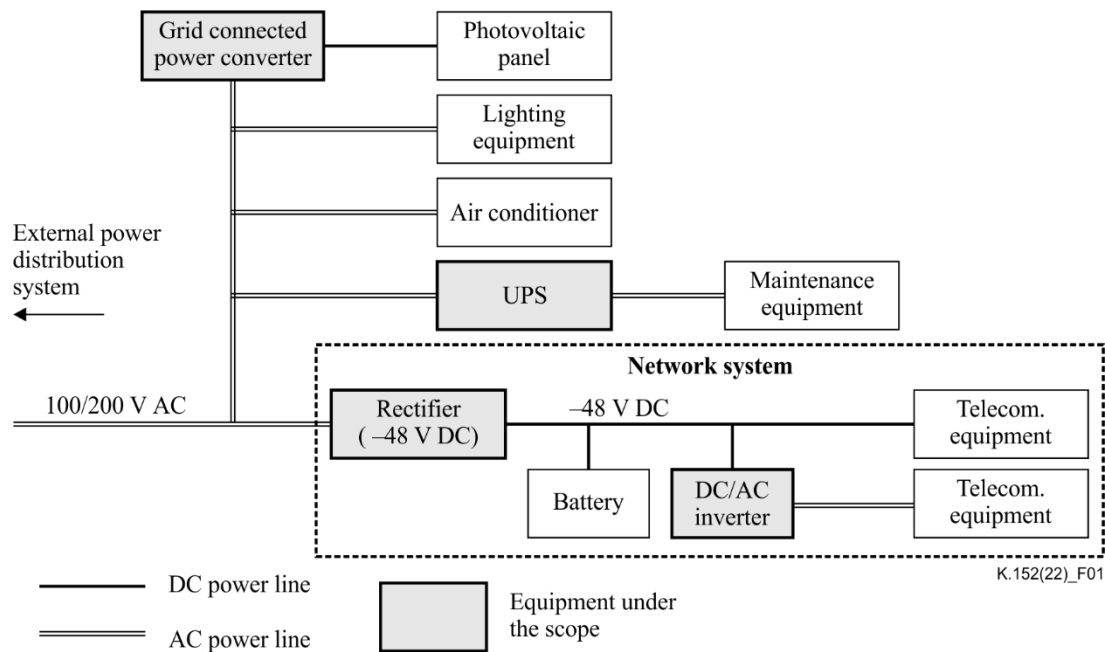 Grid connected
power converter
Photovoltaic
panel
Lighting
equipment
Air conditioner
External power
distribution
system
UPS
Maintenance
equipment
Network system
100/200 V AC
Rectifier
( –48 V DC)
–48 V DC
Telecom.
equipment
Battery
DC/AC
inverter
Telecom.
equipment
K.152(22)_F01
DC power line
AC power line
Equipment under
the scope